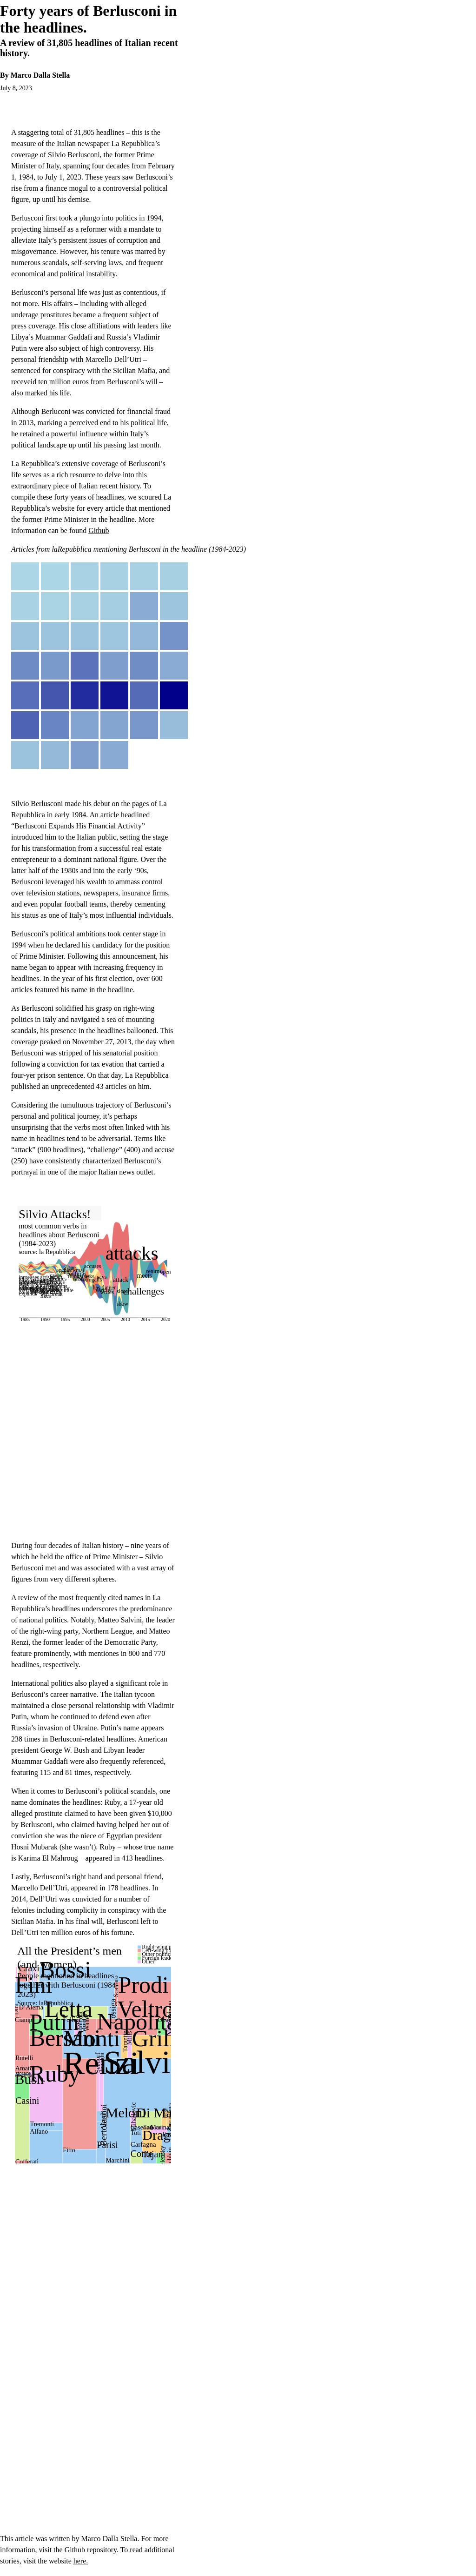 Forty years of Berlusconi in
the headlines.
A review of 31,805 headlines of Italian recent
history.
By Marco Dalla Stella
July 8, 2023
A staggering total of 31,805 headlines – this is the
measure of the Italian newspaper La Repubblica’s
coverage of Silvio Berlusconi, the former Prime
Minister of Italy, spanning four decades from February
1, 1984, to July 1, 2023. These years saw Berlusconi’s
rise from a finance mogul to a controversial political
figure, up until his demise.
Berlusconi first took a plungo into politics in 1994,
projecting himself as a reformer with a mandate to
alleviate Italy’s persistent issues of corruption and
misgovernance. However, his tenure was marred by
numerous scandals, self-serving laws, and frequent
economical and political instability.
Berlusconi’s personal life was just as contentious, if
not more. His affairs – including with alleged
underage prostitutes became a frequent subject of
press coverage. His close affiliations with leaders like
Libya’s Muammar Gaddafi and Russia’s Vladimir
Putin were also subject of high controversy. His
personal friendship with Marcello Dell’Utri –
sentenced for conspiracy with the Sicilian Mafia, and
receveid ten million euros from Berlusconi’s will –
also marked his life.
Although Berluconi was convicted for financial fraud
in 2013, marking a perceived end to his political life,
he retained a powerful influence within Italy’s
political landscape up until his passing last month.
La Repubblica’s extensive coverage of Berlusconi’s
life serves as a rich resource to delve into this
extraordinary piece of Italian recent history. To
compile these forty years of headlines, we scoured La
Repubblica’s website for every article that mentioned
the former Prime Minister in the headline. More
information can be found Github
Articles from laRepubblica mentioning Berlusconi in the headline (1984-2023)
Silvio Berlusconi made his debut on the pages of La
Repubblica in early 1984. An article headlined
“Berlusconi Expands His Financial Activity”
introduced him to the Italian public, setting the stage
for his transformation from a successful real estate
entrepreneur to a dominant national figure. Over the
latter half of the 1980s and into the early ‘90s,
Berlusconi leveraged his wealth to ammass control
over television stations, newspapers, insurance firms,
and even popular football teams, thereby cementing
his status as one of Italy’s most influential individuals.
Berlusconi’s political ambitions took center stage in
1994 when he declared his candidacy for the position
of Prime Minister. Following this announcement, his
name began to appear with increasing frequency in
headlines. In the year of his first election, over 600
articles featured his name in the headline.
As Berlusconi solidified his grasp on right-wing
politics in Italy and navigated a sea of mounting
scandals, his presence in the headlines ballooned. This
coverage peaked on November 27, 2013, the day when
Berlusconi was stripped of his senatorial position
following a conviction for tax evation that carried a
four-yer prison sentence. On that day, La Repubblica
published an unprecedented 43 articles on him.
Considering the tumultuous trajectory of Berlusconi’s
personal and political journey, it’s perhaps
unsurprising that the verbs most often linked with his
name in headlines tend to be adversarial. Terms like
“attack” (900 headlines), “challenge” (400) and accuse
(250) have consistently characterized Berlusconi’s
portrayal in one of the major Italian news outlet.
Silvio Attacks!
most common verbs in
headlines about Berlusconi
(1984-2023)
source: la Repubblica
attacks
attack
meets
challenges
show
1985 1990 1995 2000 2005 2010 2015 2020
During four decades of Italian history – nine years of
which he held the office of Prime Minister – Silvio
Berlusconi met and was associated with a vast array of
figures from very different spheres.
A review of the most frequently cited names in La
Repubblica’s headlines underscores the predominance
of national politics. Notably, Matteo Salvini, the leader
of the right-wing party, Northern League, and Matteo
Renzi, the former leader of the Democratic Party,
feature prominently, with mentiones in 800 and 770
headlines, respectively.
International politics also played a significant role in
Berlusconi’s career narrative. The Italian tycoon
maintained a close personal relationship with Vladimir
Putin, whom he continued to defend even after
Russia’s invasion of Ukraine. Putin’s name appears
238 times in Berlusconi-related headlines. American
president George W. Bush and Libyan leader
Muammar Gaddafi were also frequently referenced,
featuring 115 and 81 times, respectively.
When it comes to Berlusconi’s political scandals, one
name dominates the headlines: Ruby, a 17-year old
alleged prostitute claimed to have been given $10,000
by Berlusconi, who claimed having helped her out of
conviction she was the niece of Egyptian president
Hosni Mubarak (she wasn’t). Ruby – whose true name
is Karima El Mahroug – appeared in 413 headlines.
Lastly, Berlusconi’s right hand and personal friend,
Marcello Dell’Utri, appeared in 178 headlines. In
2014, Dell’Utri was convicted for a number of
felonies including complicity in conspiracy with the
Sicilian Mafia. In his final will, Berlusconi left to
Dell’Utri ten million euros of his fortune.
All the President’s men
(and women)
People mentioned in headlines
together with Berlusconi (1984-
2023)
Source: laRepubblica
Other
Craxi
Bossi
Fini
Prodi
Letta
Veltro
D'Alema
Ciampi
Putin
Napolit
Bersani
Monti
Grill
Rutelli
Renzi
Salvi
Amato
Bush
Ruby
Casini
Meloni
Di Ma
Tremonti
Alfano
Toti
Drag
Parisi
Carfagna
Fitto
Conte
Tajani
Cofferati
Marchini
Bertolaso
This article was written by Marco Dalla Stella. For more
information, visit the Github repository. To read additional
stories, visit the website here.